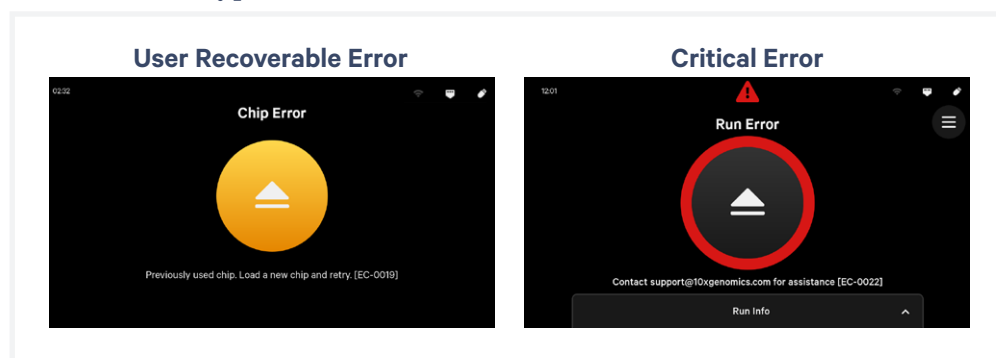 User Recoverable Error
02:32
Chip Error
Previously used chip. Load a new chip and retry. [EC-0019]
Critical Error
12:01
Run Error
Contact support@10xgenomics.com for assistance [EC-0022]
Run Info